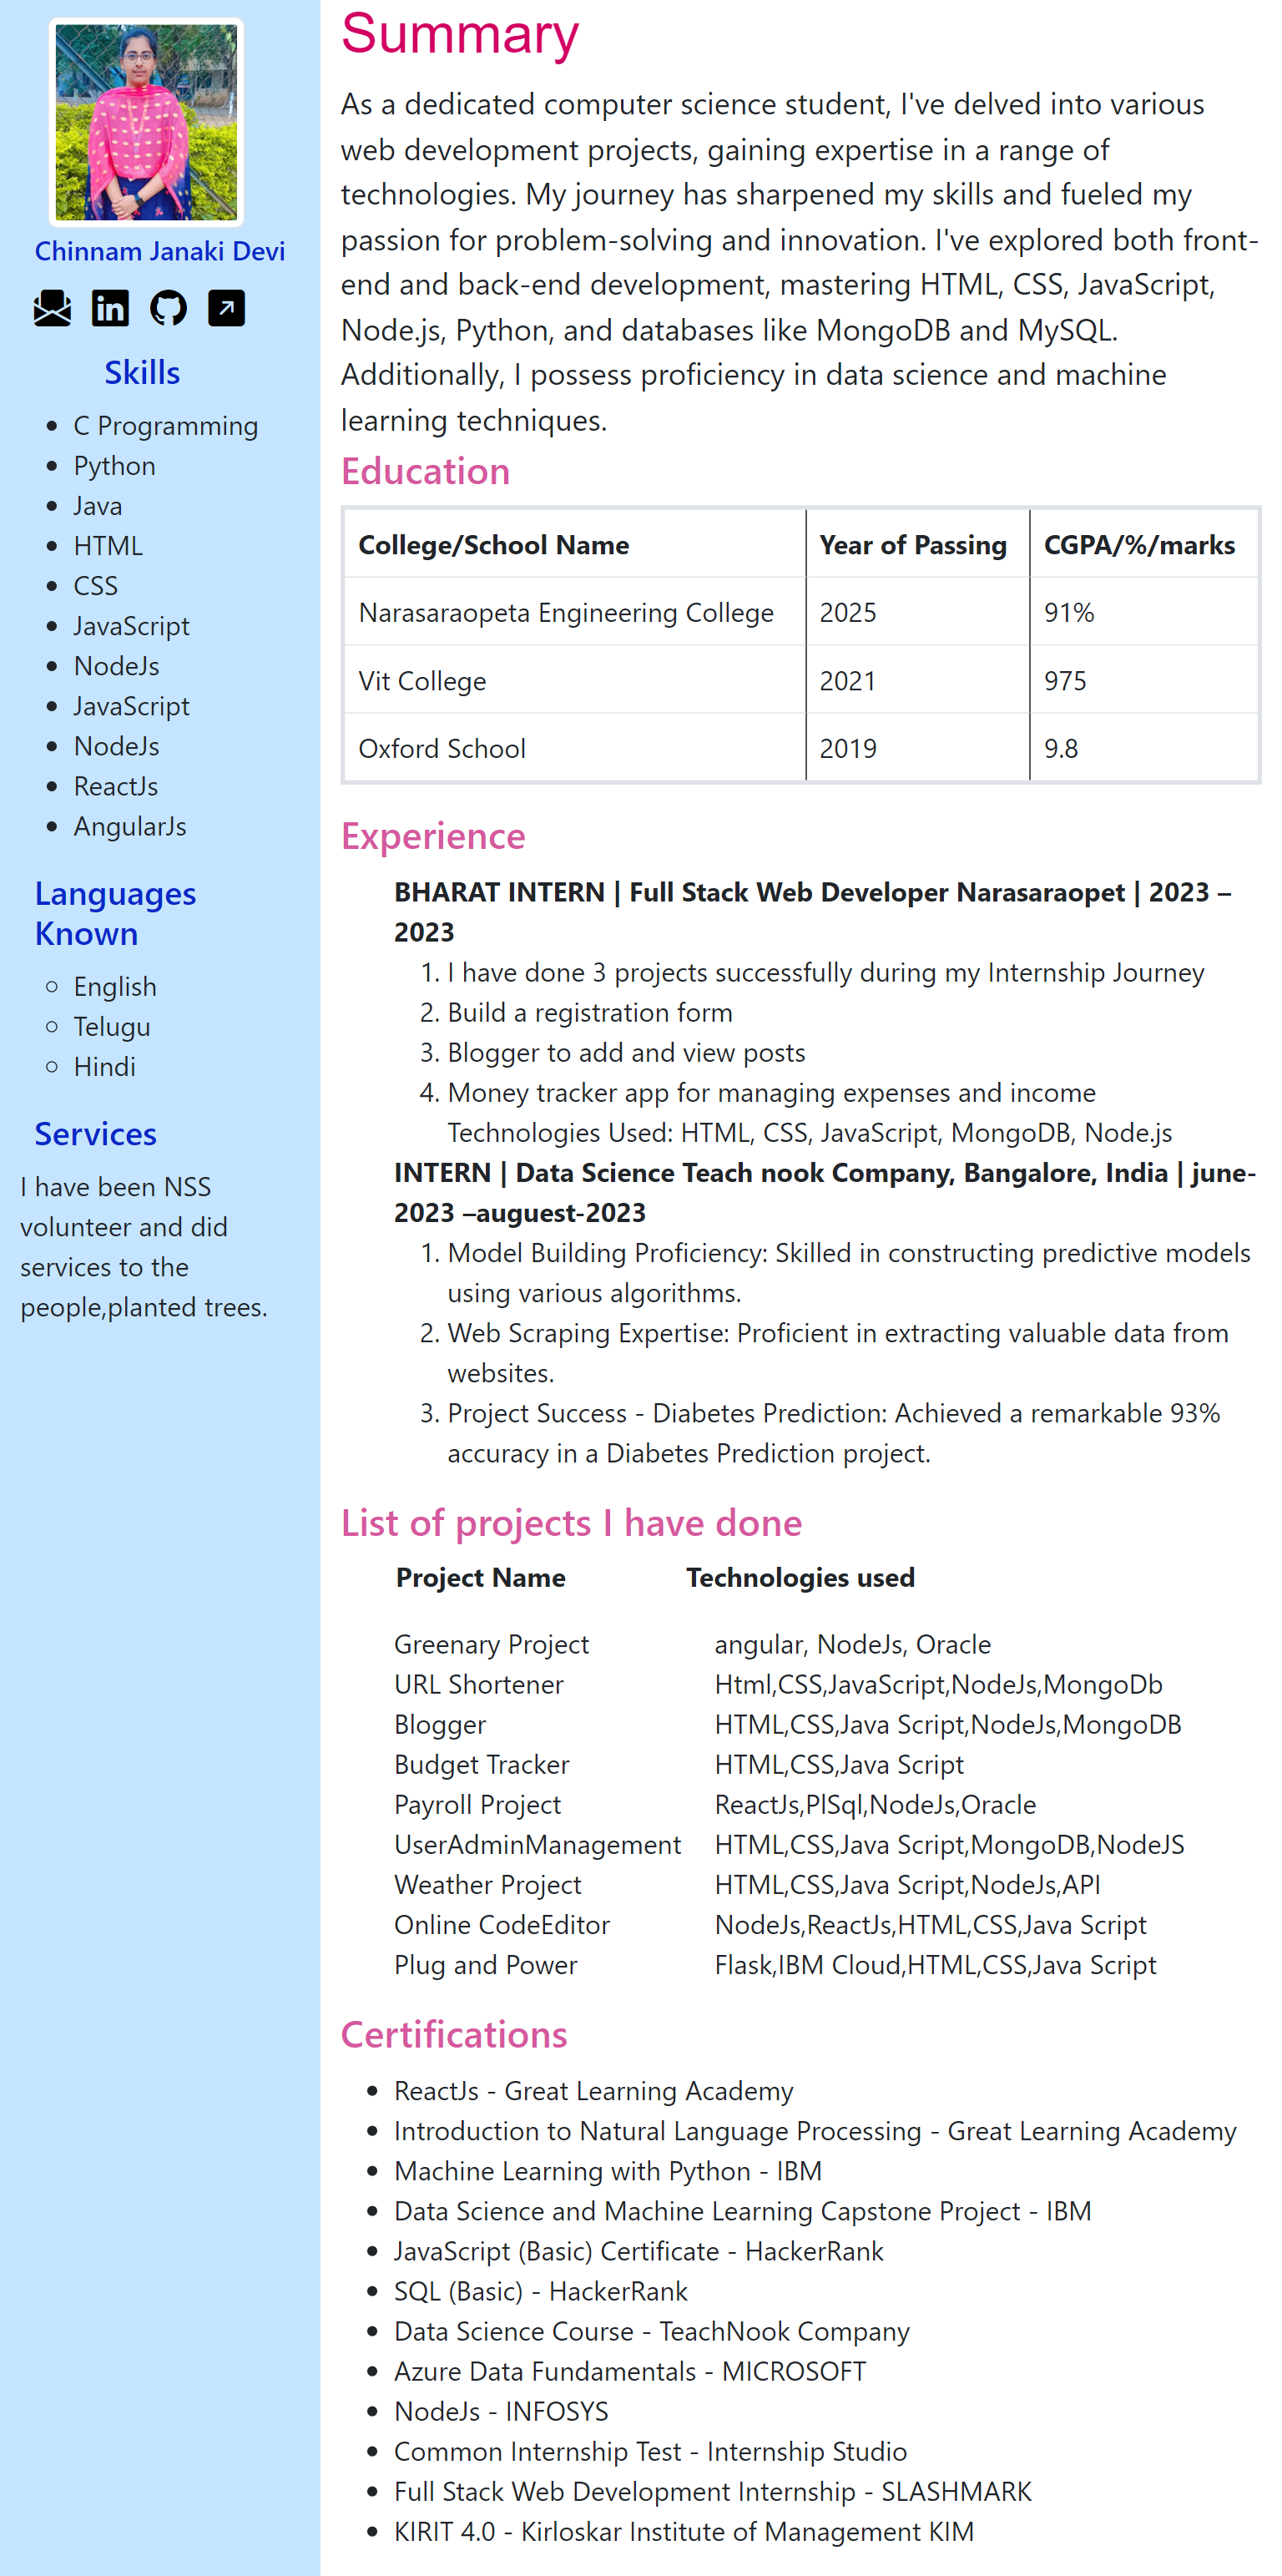 Chinnam Janaki Devi
in
Skills
C Programming
Python
Java
HTML
CSS
JavaScript
NodeJs
JavaScript
NodeJs
ReactJs
AngularJs
Languages
Known
English
Telugu
Hindi
Services
I have been NSS
volunteer and did
services to the
people,planted trees.
Summary
As a dedicated computer science student, I've delved into various
web development projects, gaining expertise in a range of
technologies. My journey has sharpened my skills and fueled my
passion for problem-solving and innovation. I've explored both front-
end and back-end development, mastering HTML, CSS, JavaScript,
Node.js, Python, and databases like MongoDB and MySQL.
Additionally, I possess proficiency in data science and machine
learning techniques.
Education
College/School Name Year of Passing CGPA/%/marks
Narasaraopeta Engineering College 2025 91%
Vit College 2021 975
Oxford School 2019 9.8
Experience
BHARAT INTERN | Full Stack Web Developer Narasaraopet | 2023 –
2023
1. I have done 3 projects successfully during my Internship Journey
2. Build a registration form
3. Blogger to add and view posts
4. Money tracker app for managing expenses and income
Technologies Used: HTML, CSS, JavaScript, MongoDB, Node.js
INTERN | Data Science Teach nook Company, Bangalore, India | june-
2023 –auguest-2023
1. Model Building Proficiency: Skilled in constructing predictive models
using various algorithms.
2. Web Scraping Expertise: Proficient in extracting valuable data from
websites.
3. Project Success - Diabetes Prediction: Achieved a remarkable 93%
accuracy in a Diabetes Prediction project.
List of projects I have done
Project Name Technologies used
Greenary Project angular, NodeJs, Oracle
URL Shortener Html,CSS,JavaScript,NodeJs,MongoDb
Blogger HTML,CSS,Java Script,NodeJs,MongoDB
Budget Tracker HTML,CSS,Java Script
Payroll Project ReactJs,PlSql,NodeJs,Oracle
UserAdminManagement HTML,CSS,Java Script,MongoDB,NodeJS
Weather Project HTML,CSS,Java Script,NodeJs,API
Online CodeEditor NodeJs,ReactJs,HTML,CSS,Java Script
Plug and Power Flask,IBM Cloud,HTML,CSS,Java Script
Certifications
ReactJs - Great Learning Academy
Introduction to Natural Language Processing - Great Learning Academy
Machine Learning with Python - IBM
Data Science and Machine Learning Capstone Project - IBM
JavaScript (Basic) Certificate - HackerRank
SQL (Basic) - HackerRank
Data Science Course - TeachNook Company
Azure Data Fundamentals - MICROSOFT
NodeJs - INFOSYS
Common Internship Test - Internship Studio
Full Stack Web Development Internship - SLASHMARK
KIRIT 4.0 - Kirloskar Institute of Management KIM